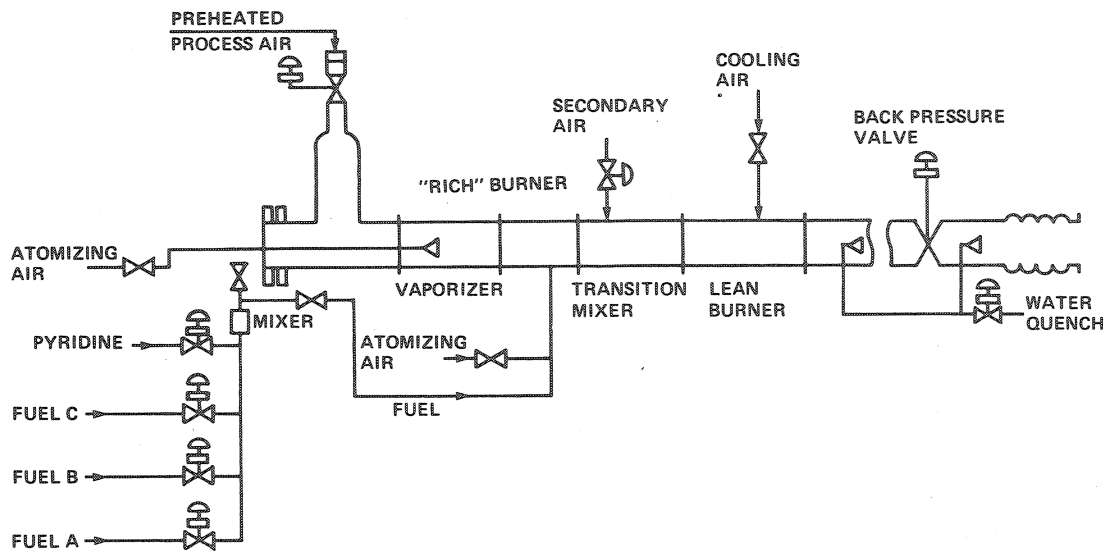 PREHEATED
PROCESS AIR
COOLING
AIR
SECONDARY
AIR
BACK PRESSURE
VALVE
"RICH" BURNER
ATOMIZING
AIR
VAPORIZER
TRANSITION
MIXER
LEAN
BURNER
WATER
QUENCH
MIXER
PYRIDINE
ATOMIZING
AIR
FUEL
FUEL C
FUEL B
FUEL A